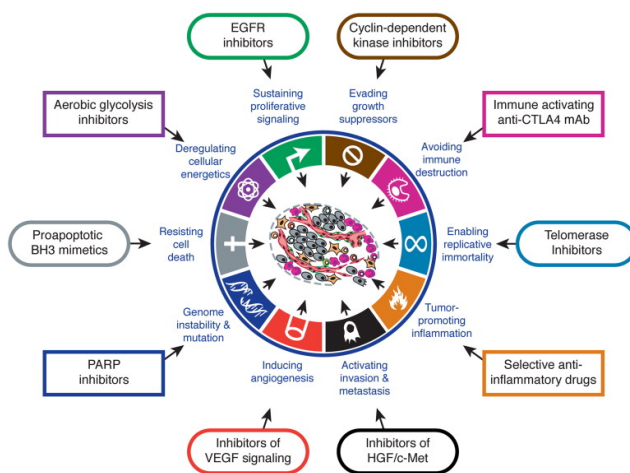 EGFR
inhibitors
Cyclin-dependent
kinase inhibitors
Sustaining
proliferative
signaling
Evading
growth
suppressors
Aerobic glycolysis
inhibitors
Immune activating
anti-CTLA4 mAb
Deregulating
cellular
energetics
Avoiding
immune
destruction
Proapoptotic
BH3 mimetics
Resisting
cell
death
Enabling
replicative
immortality
Telomerase
Inhibitors
Genome
instability &
mutation
Tumor-
promoting
inflammation
PARP
inhibitors
Inducing
angiogenesis
Activating
invasion &
metastasis
Selective anti-
inflammatory drugs
Inhibitors of
VEGF signaling
Inhibitors of
HGF/c-Met